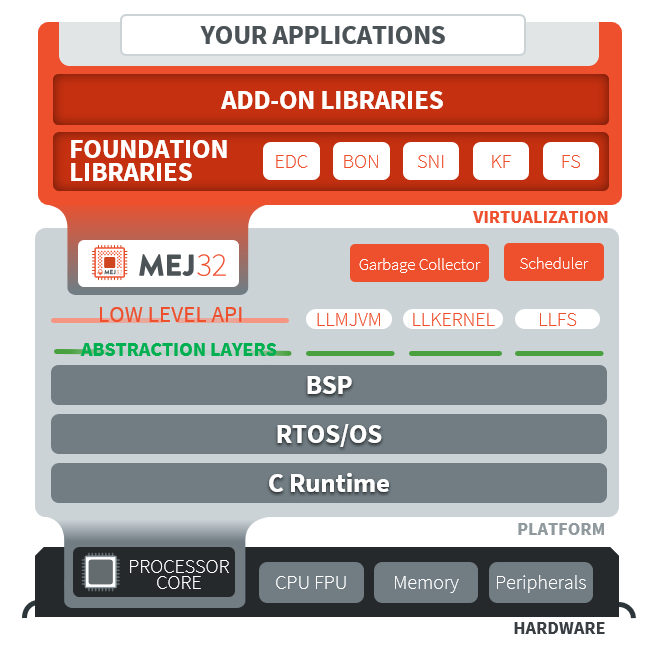 YOUR APPLICATIONS
ADD-ON LIBRARIES
FOUNDATION
LIBRARIES
EDC
BON
SNI
KF
FS
VIRTUALIZATION
MEJ
MEJ32
Garbage Collector
Scheduler
LOW LEVEL API
LLMJVM
LLKERNEL
LLFS
ABSTRACTION LAYERS
BSP
RTOS/OS
C Runtime
PLATFORM
PROCESSOR
CORE
CPU FPU
Memory
Peripherals
HARDWARE